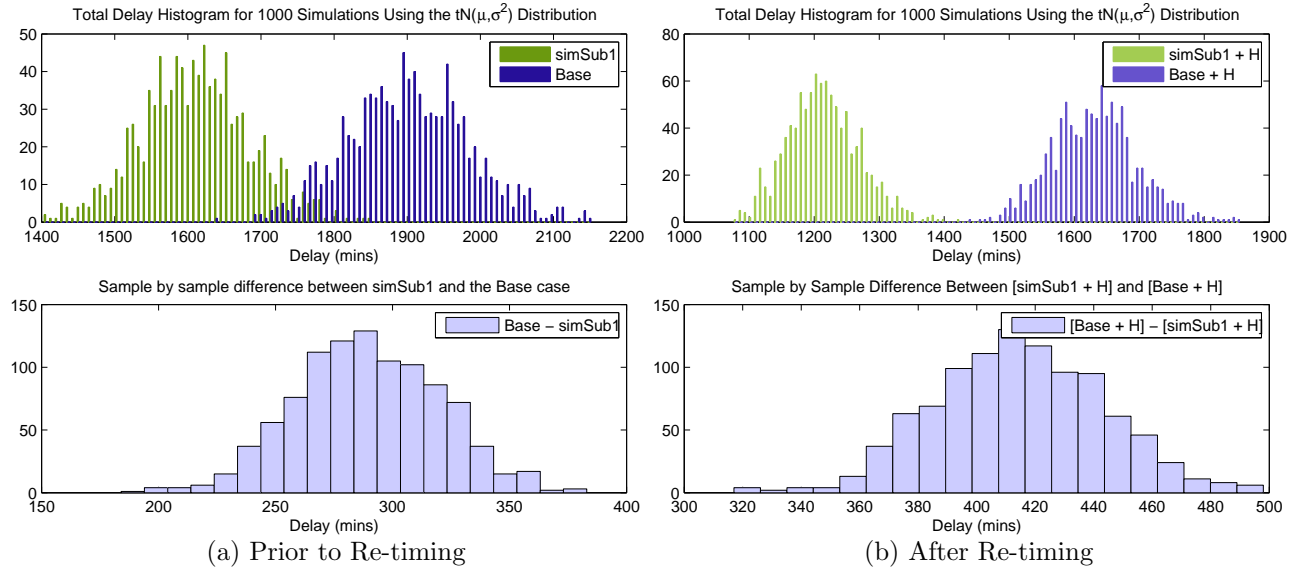 Total Delay Histogram for 1000 Simulations Using the tN(μ,σ²) Distribution
50
40
30
20
10
0
simSub1
Base
1400 1500 1600 1700 1800 1900 2000 2100 2200
Delay (mins)
Sample by sample difference between simSub1 and the Base case
150
100
50
0
Base − simSub1
150 200 250 300 350 400
Delay (mins)
(a) Prior to Re-timing
Total Delay Histogram for 1000 Simulations Using the tN(μ,σ²) Distribution
80
60
40
20
0
simSub1 + H
Base + H
1000 1100 1200 1300 1400 1500 1600 1700 1800 1900
Delay (mins)
Sample by Sample Difference Between [simSub1 + H] and [Base + H]
150
100
50
0
[Base + H] − [simSub1 + H]
300 320 340 360 380 400 420 440 460 480 500
Delay (mins)
(b) After Re-timing